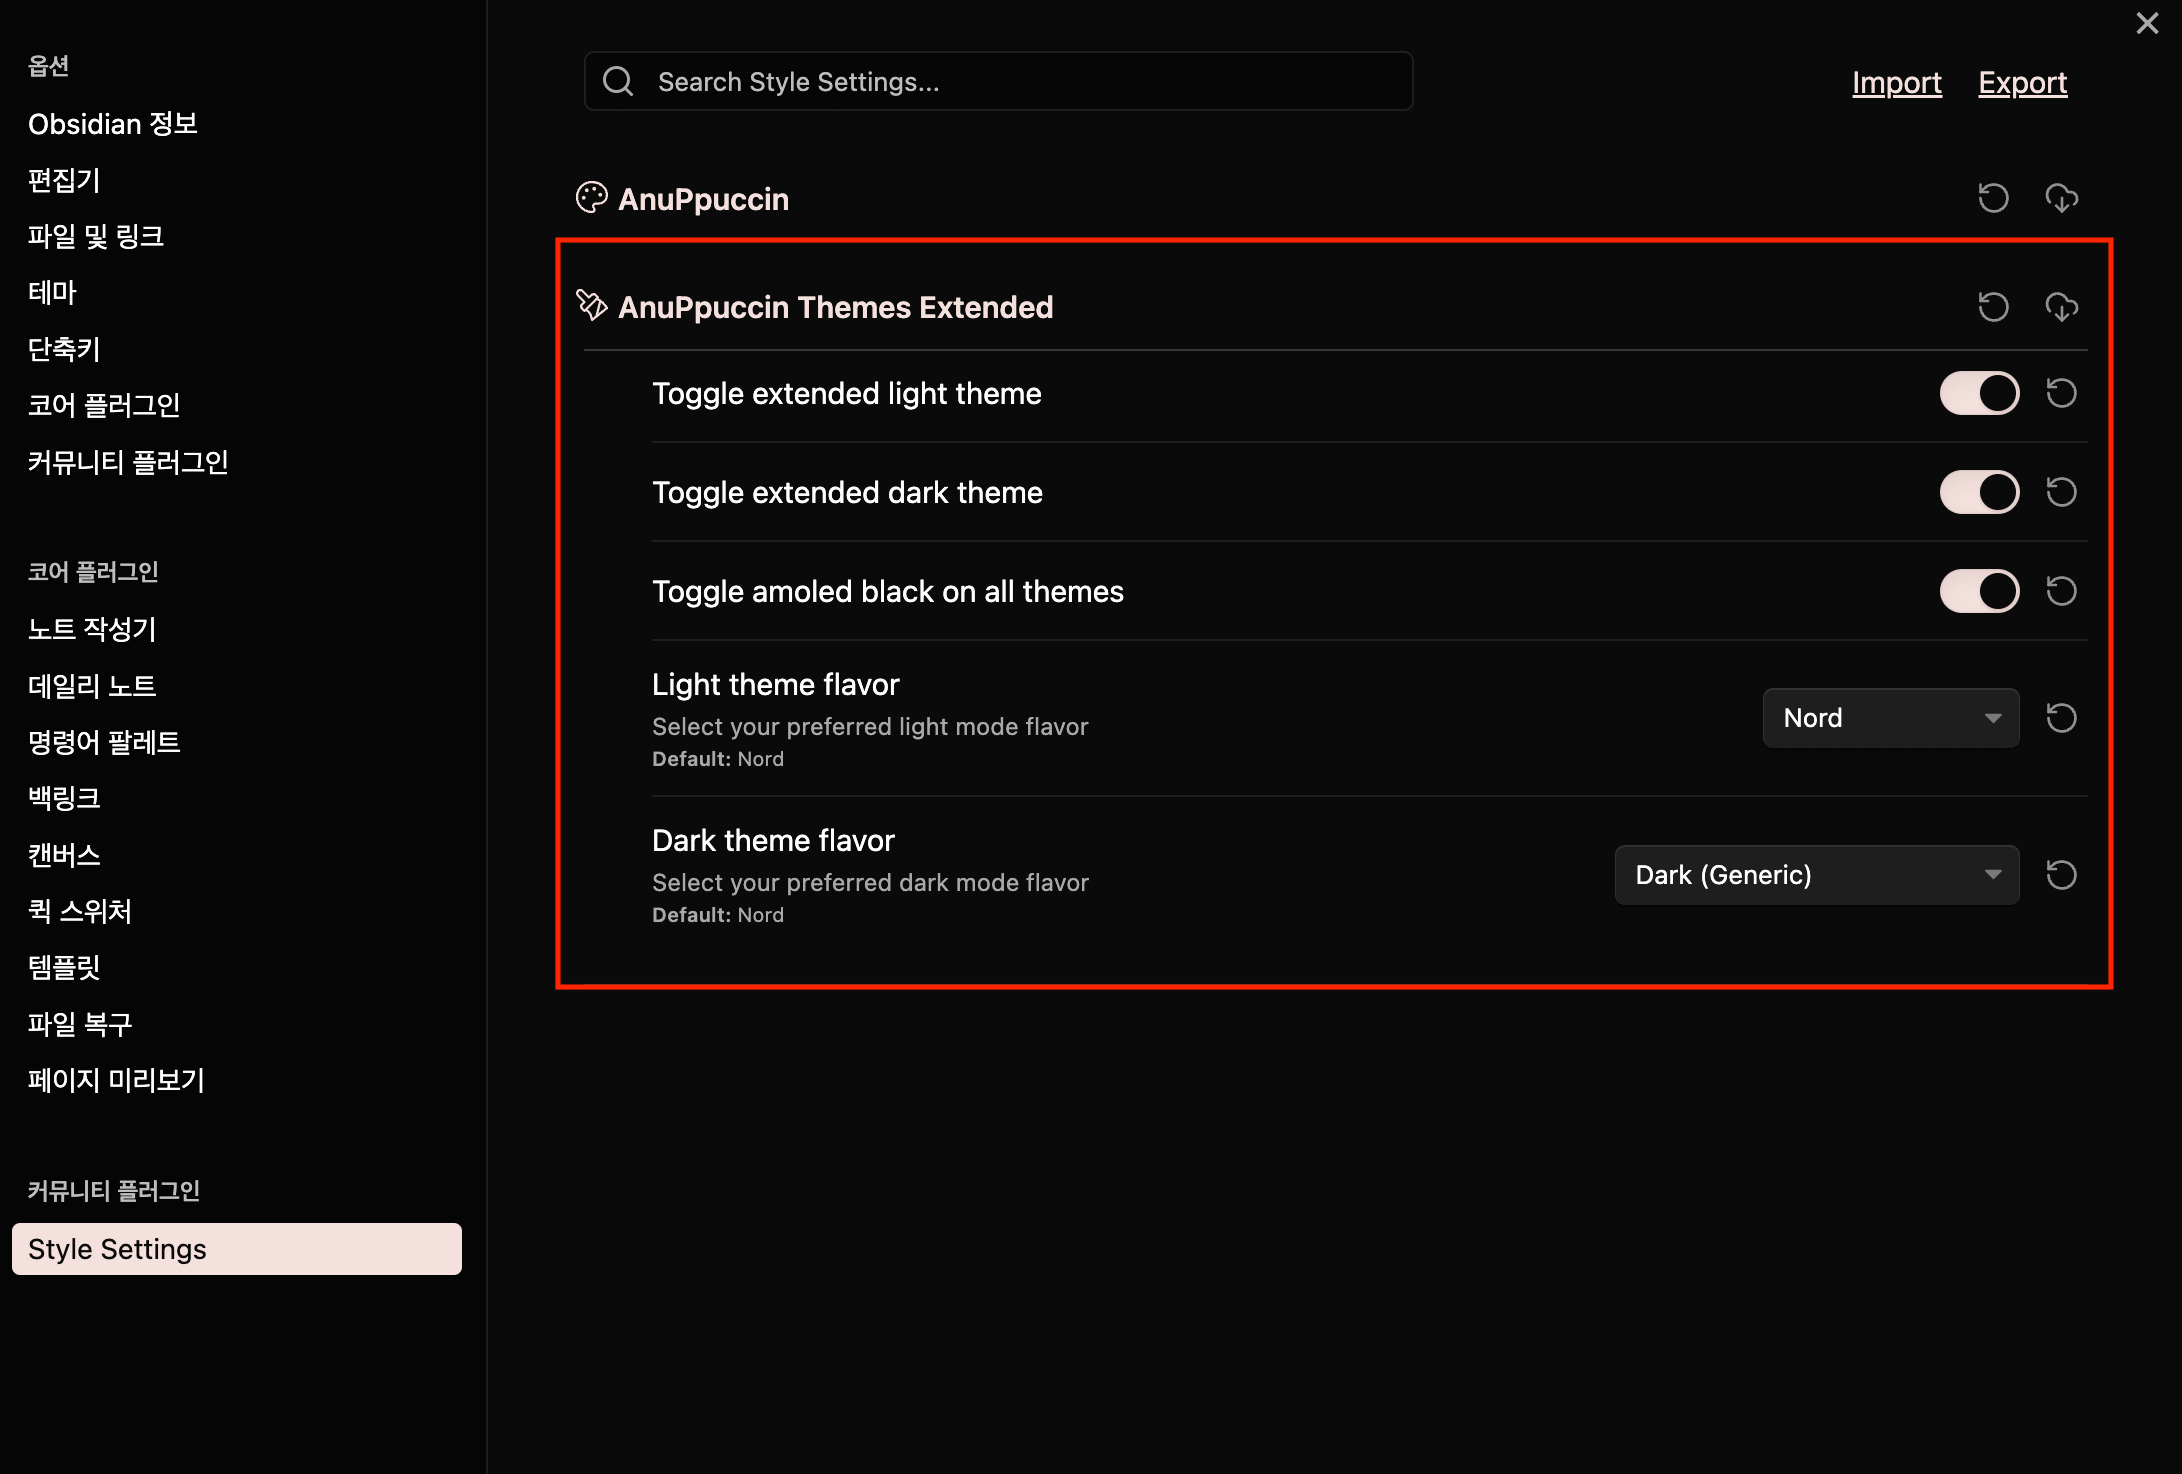 옵션
Obsidian 정보
편집기
파일 및 링크
테마
단축키
코어 플러그인
커뮤니티 플러그인
코어 플러그인
노트 작성기
데일리 노트
명령어 팔레트
백링크
캔버스
퀵 스위처
템플릿
파일 복구
페이지 미리보기
커뮤니티 플러그인
Style Settings
Search Style Settings...
Import Export
AnuPpuccin
AnuPpuccin Themes Extended
Toggle extended light theme
Toggle extended dark theme
Toggle amoled black on all themes
Light theme flavor
Select your preferred light mode flavor
Default: Nord
Nord
Dark theme flavor
Select your preferred dark mode flavor
Default: Nord
Dark (Generic)